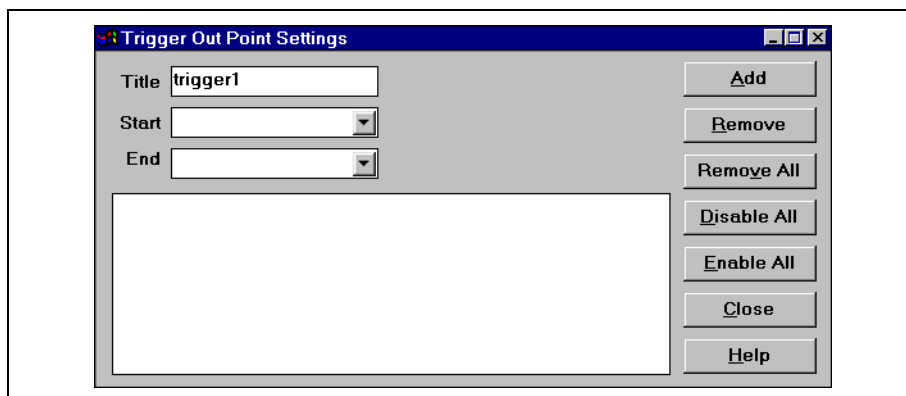 Trigger Out Point Settings
Title trigger1
Start
End
Add
Remove
Remove All
Disable All
Enable All
Close
Help